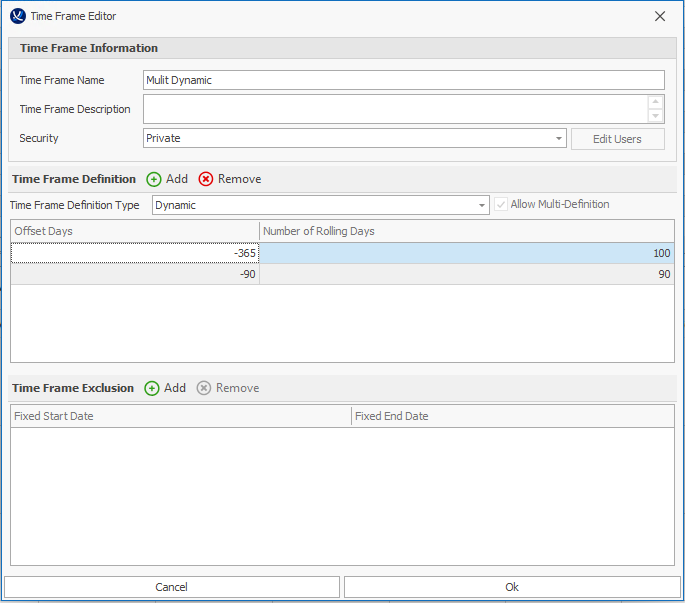 Time Frame Editor
Time Frame Information
Time Frame Name Mulit Dynamic
Time Frame Description
Security Private Edit Users
Time Frame Definition Add Remove
Time Frame Definition Type Dynamic Allow Multi-Definition
Offset Days Number of Rolling Days
-365 100
-90 90
Time Frame Exclusion Add Remove
Fixed Start Date Fixed End Date
Cancel Ok